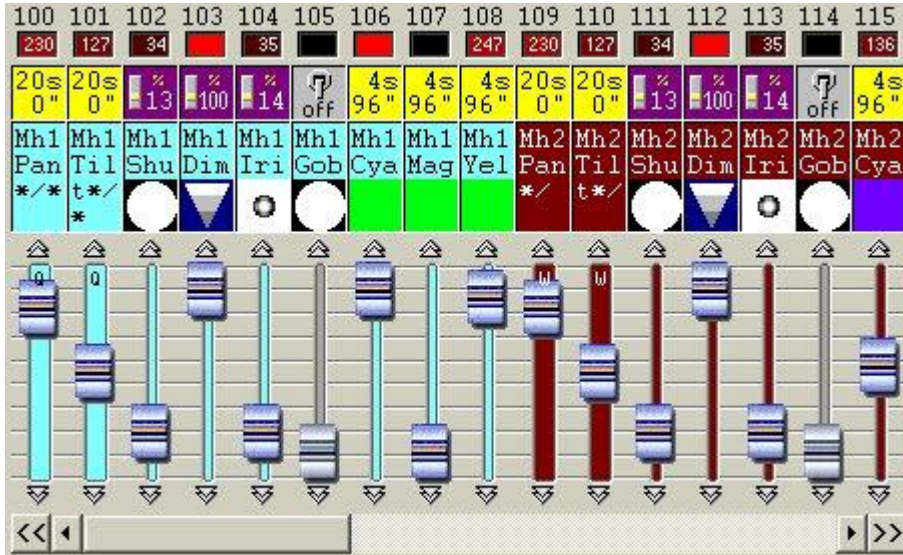 100 101 102 103 104 105 106 107 108 109 110 111 112 113 114 115
230 127 34 35 247 230 127 34 35 136
20s 20s % % % 4s 4s 4s 20s 20s % % % 4s
0" 0" 13 100 14 off 96" 96" 96" 0" 0" 13 100 14 off 96"
Mh1 Mh1 Mh1 Mh1 Mh1 Mh1 Mh1 Mh1 Mh1 Mh2 Mh2 Mh2 Mh2 Mh2 Mh2 Mh2
Pan Til Shu Dim Iri Gob Cya Mag Yel Pan Til Shu Dim Iri Gob Cya
*/* t*/ */ t*/
*
Q Q W W
<< >>